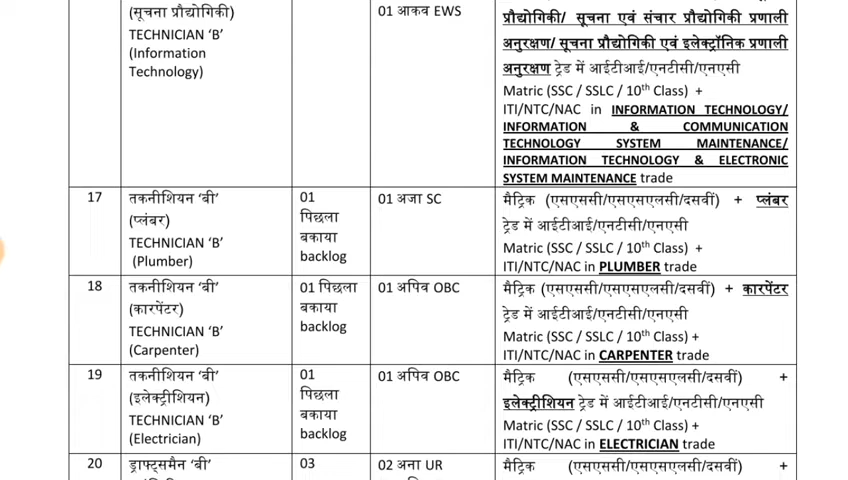 (सूचना प्रौद्योगिकी)
TECHNICIAN ‘B’
(Information
Technology)
01 आकव EWS
प्रौद्योगिकी/ सूचना एवं संचार प्रौद्योगिकी प्रणाली
अनुरक्षण/ सूचना प्रौद्योगिकी एवं इलेक्ट्रॉनिक प्रणाली
अनुरक्षण ट्रेड में आईटीआई/एनटीसी/एनएसी
Matric (SSC / SSLC / 10th Class) +
ITI/NTC/NAC in INFORMATION TECHNOLOGY/
INFORMATION & COMMUNICATION
TECHNOLOGY SYSTEM MAINTENANCE/
INFORMATION TECHNOLOGY & ELECTRONIC
SYSTEM MAINTENANCE trade
17
तकनीशियन ‘बी’
(प्लंबर)
TECHNICIAN ‘B’
(Plumber)
01
पिछला
बकाया
backlog
01 अजा SC
मैट्रिक (एसएससी/एसएसएलसी/दसवीं) + प्लंबर
ट्रेड में आईटीआई/एनटीसी/एनएसी
Matric (SSC / SSLC / 10th Class) +
ITI/NTC/NAC in PLUMBER trade
18
तकनीशियन ‘बी’
(कारपेंटर)
TECHNICIAN ‘B’
(Carpenter)
01 पिछला
बकाया
backlog
01 अपिव OBC
मैट्रिक (एसएससी/एसएसएलसी/दसवीं) + कारपेंटर
ट्रेड में आईटीआई/एनटीसी/एनएसी
Matric (SSC / SSLC / 10th Class) +
ITI/NTC/NAC in CARPENTER trade
19
तकनीशियन ‘बी’
(इलेक्ट्रीशियन)
TECHNICIAN ‘B’
(Electrician)
01
पिछला
बकाया
backlog
01 अपिव OBC
मैट्रिक (एसएससी/एसएसएलसी/दसवीं) +
इलेक्ट्रीशियन ट्रेड में आईटीआई/एनटीसी/एनएसी
Matric (SSC / SSLC / 10th Class) +
ITI/NTC/NAC in ELECTRICIAN trade
20
ड्राफ्ट्समैन ‘बी’
03
02 अना UR
मैट्रिक (एसएससी/एसएसएलसी/दसवीं) +